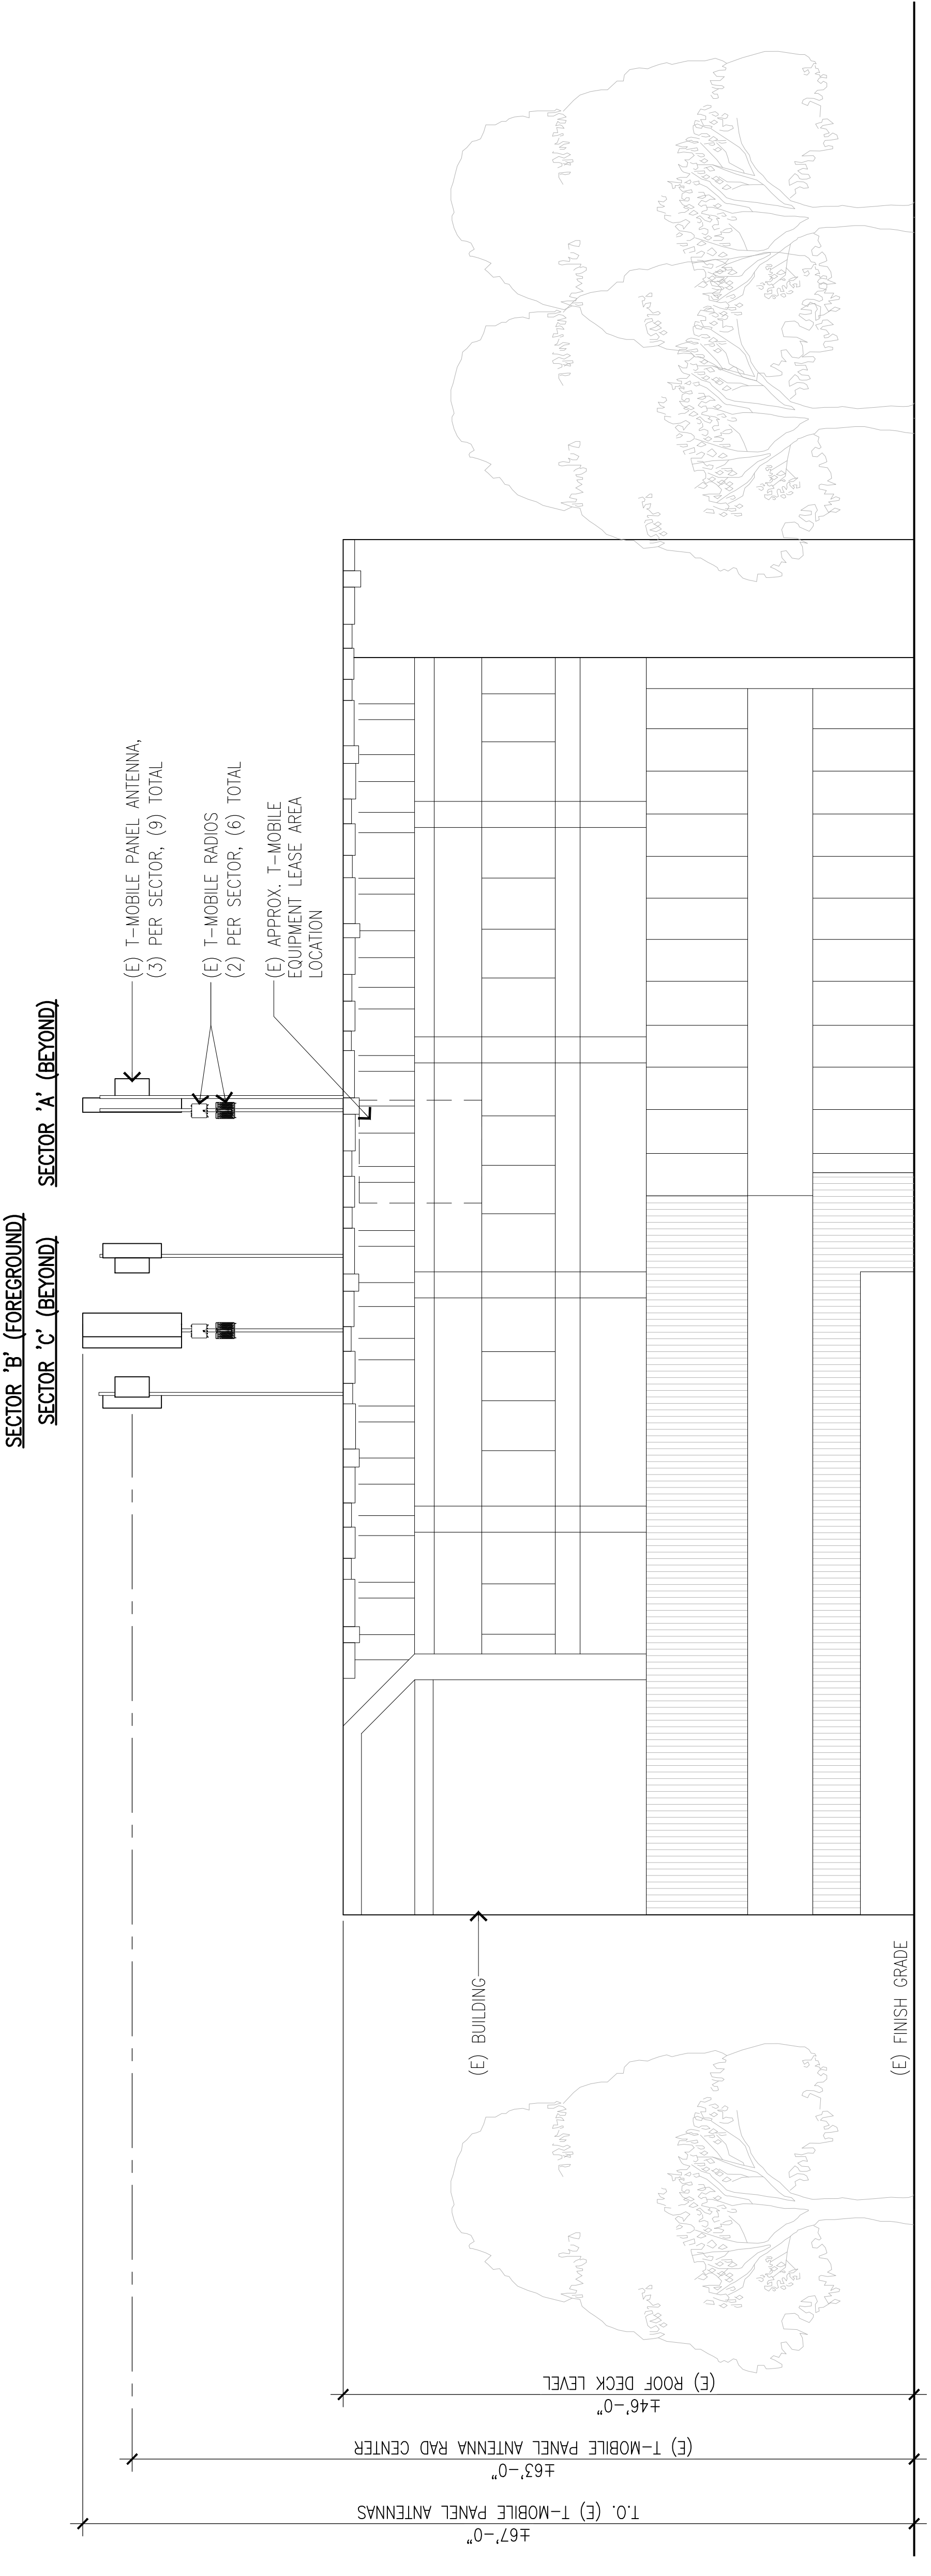 SECTOR 'B' (FOREGROUND)
SECTOR 'C' (BEYOND)
SECTOR 'A' (BEYOND)
(E) T-MOBILE PANEL ANTENNA,
(3) PER SECTOR, (9) TOTAL
(E) T-MOBILE RADIOS
(2) PER SECTOR, (6) TOTAL
(E) APPROX. T-MOBILE
EQUIPMENT LEASE AREA
LOCATION
(E) BUILDING
(E) FINISH GRADE
±67'-0"
T.O. (E) T-MOBILE PANEL ANTENNAS
±63'-0"
(E) T-MOBILE PANEL ANTENNA RAD CENTER
±46'-0"
(E) ROOF DECK LEVEL